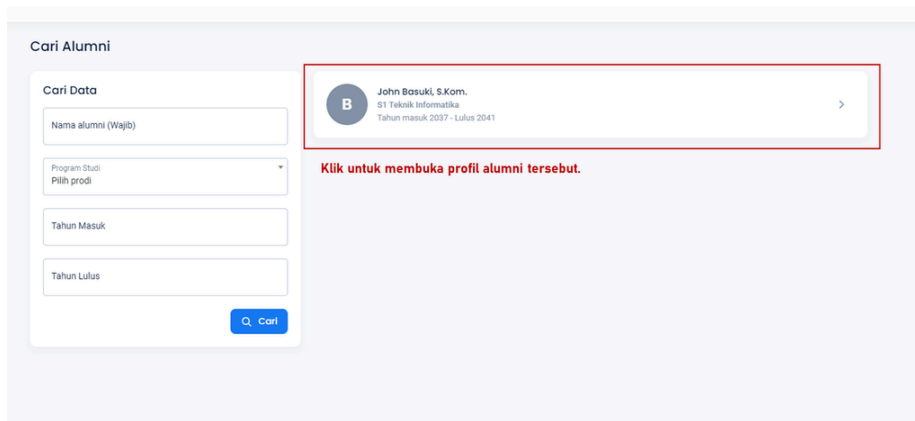 Cari Alumni
Cari Data
Nama alumni (Wajib)
Program Studi
Pilih prodi
Tahun Masuk
Tahun Lulus
Cari
B
John Basuki, S.Kom.
S1 Teknik Informatika
Tahun masuk 2037 - Lulus 2041
Klik untuk membuka profil alumni tersebut.